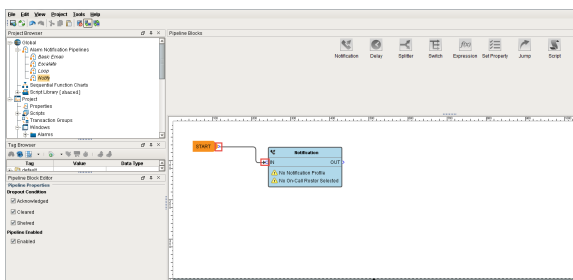 File Edit View Project Tools Help
Project Browser
Global
Alarm Notification Pipelines
Basic Email
Escalate
Loop
Notify
Sequential Function Charts
Script Library [shared]
Project
Properties
Scripts
Transaction Groups
Windows
Alarms
Tag Browser
Tag Value Data Type
default
Pipeline Block Editor
Pipeline Properties
Dropout Condition
Acknowledged
Cleared
Shelved
Pipeline Enabled
Enabled
Pipeline Blocks
f(x)
Notification Delay Splitter Switch Expression Set Property Jump Script
START
Notification
IN OUT
No Notification Profile
No On-Call Roster Selected